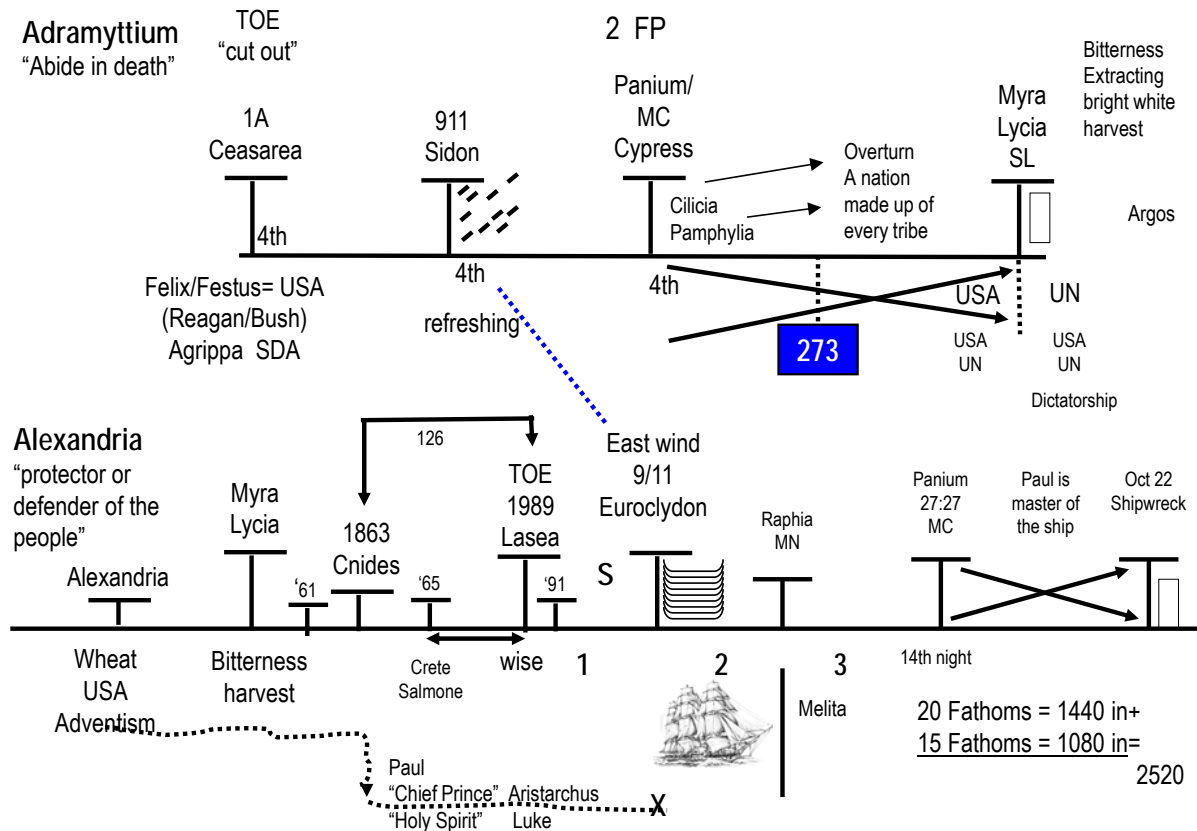 Adramyttium
“Abide in death”
TOE
“cut out”
2 FP
Bitterness
Extracting
bright white
harvest
1A
Ceasarea
911
Sidon
Panium/
MC
Cypress
Myra
Lycia
SL
Cilicia
Pamphylia
Overturn
A nation
made up of
every tribe
Argos
4th
4th
4th
Felix/Festus= USA
(Reagan/Bush)
Agrippa SDA
refreshing
273
USA
UN
USA
UN
USA
UN
Dictatorship
Alexandria
“protector or
defender of the
people”
126
Alexandria
Myra
Lycia
‘61
1863
Cnides
‘65
TOE
1989
Lasea
‘91
S
East wind
9/11
Euroclydon
Raphia
MN
Panium
27:27
MC
Paul is
master of
the ship
Oct 22
Shipwreck
Wheat
USA
Adventism
Bitterness
harvest
Crete
Salmone
wise
1
2
3
14th night
Melita
20 Fathoms = 1440 in+
15 Fathoms = 1080 in=
2520
Paul
“Chief Prince” Aristarchus
“Holy Spirit” Luke
X